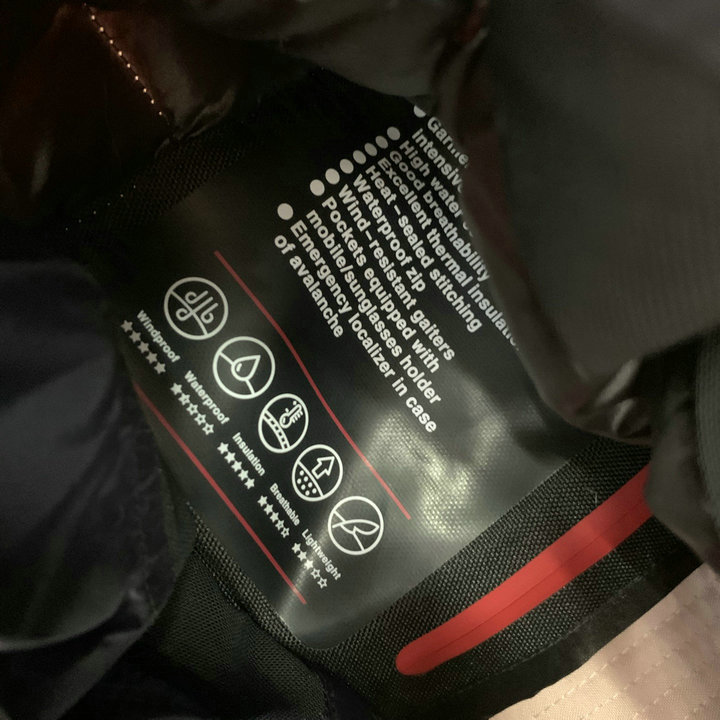 Intensive
High water
Good breathability
Excellent thermal insulation
Heat-sealed stitching
Waterproof zip
Wind-resistant gaiters
Pockets equipped with
mobile/sunglasses holder
Emergency localizer in case
of avalanche
Windproof
Waterproof
Insulation
Breathable
Lightweight